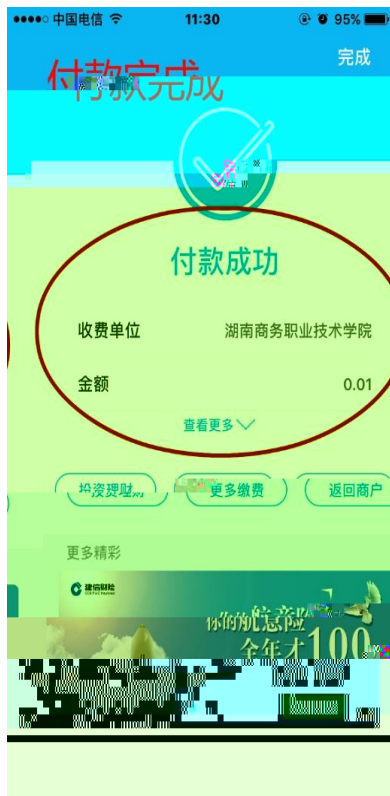 中国电信 11:30 95%
完成
付款完成
付款成功
收费单位 湖南商务职业技术学院
金额 0.01
查看更多
投资理财 更多缴费 返回商户
更多精彩
建信财险
你的航意险
全年才100